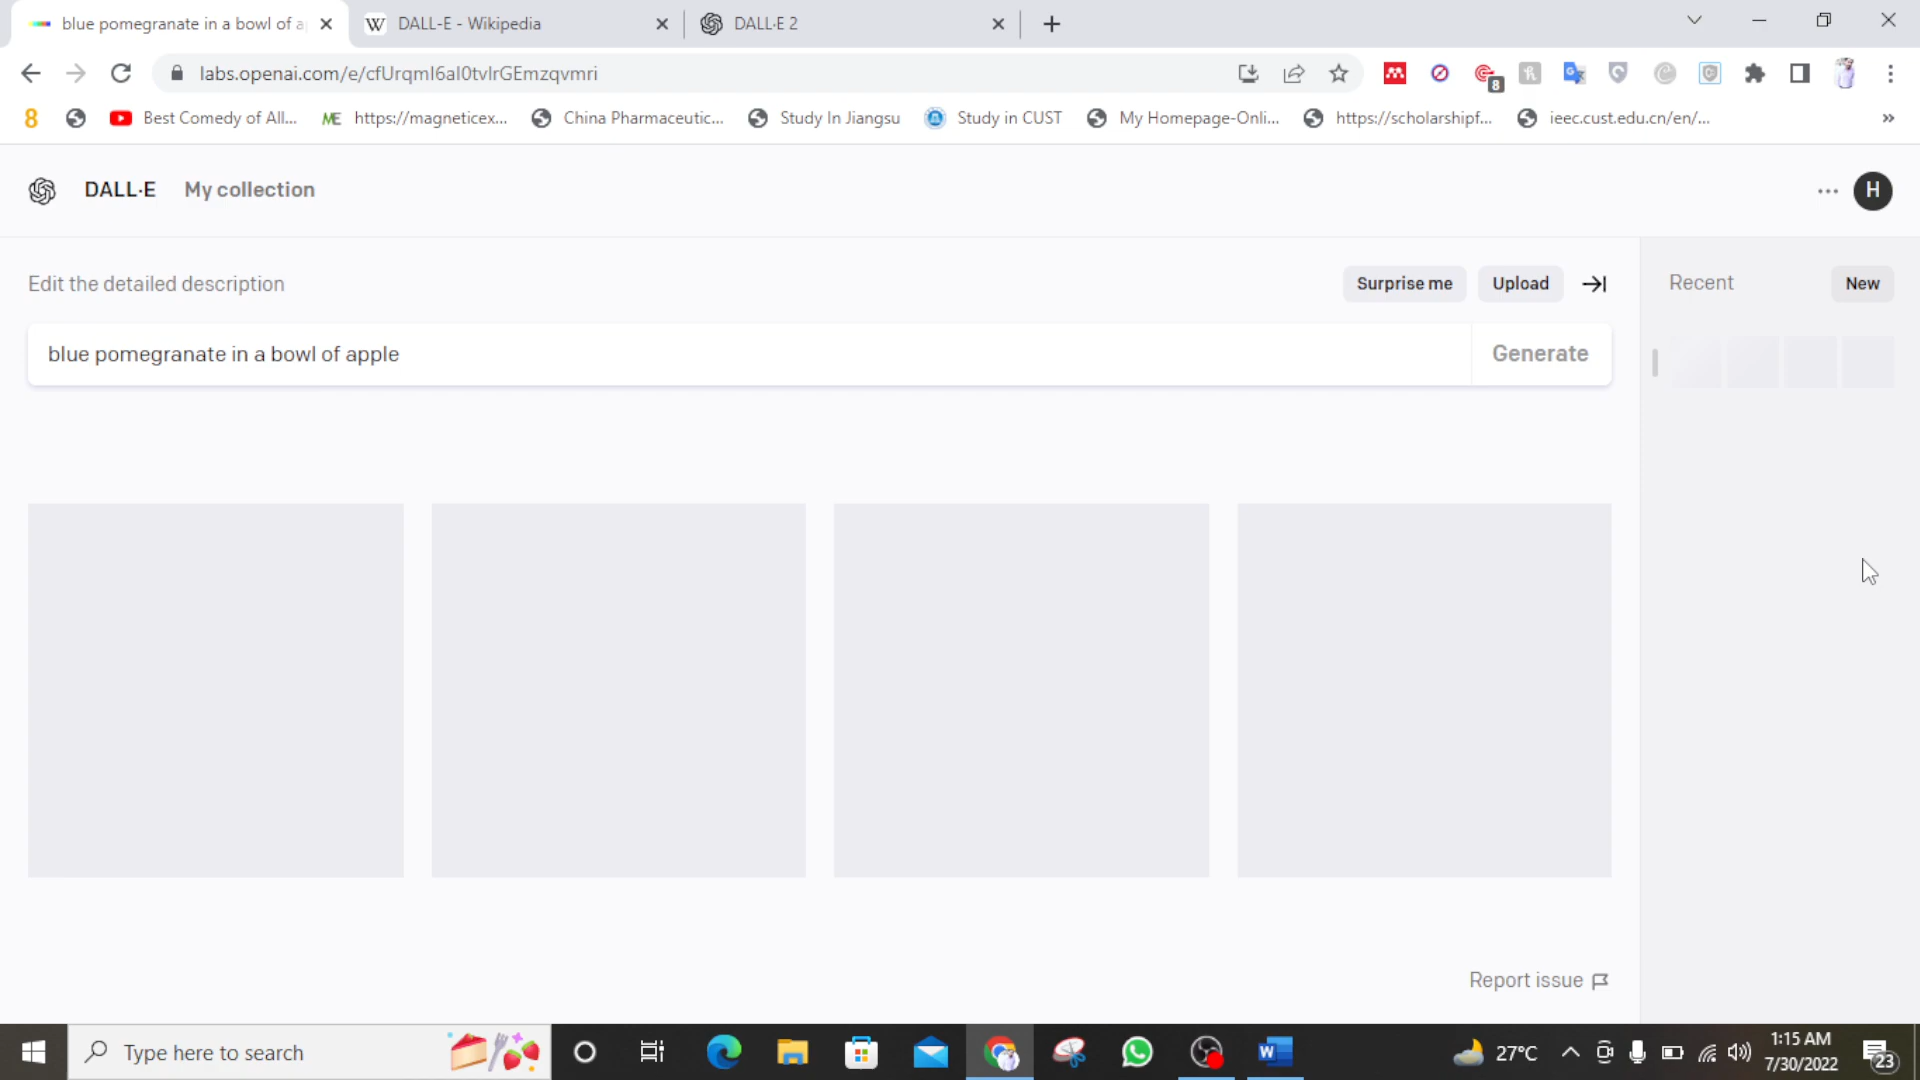 blue pomegranate in a bowl of a
DALL-E - Wikipedia
DALL·E 2
labs.openai.com/e/cfUrqmI6aI0tvIrGEmzqvmri
8
8
Best Comedy of All...
ME
https://magneticex...
China Pharmaceutic...
Study In Jiangsu
Study in CUST
My Homepage-Onli...
https://scholarshipf...
ieec.cust.edu.cn/en/...
»
DALL·E
My collection
H
Edit the detailed description
Surprise me
Upload
Recent
New
blue pomegranate in a bowl of apple
Generate
Report issue
Type here to search
27°C
1:15 AM
7/30/2022
23